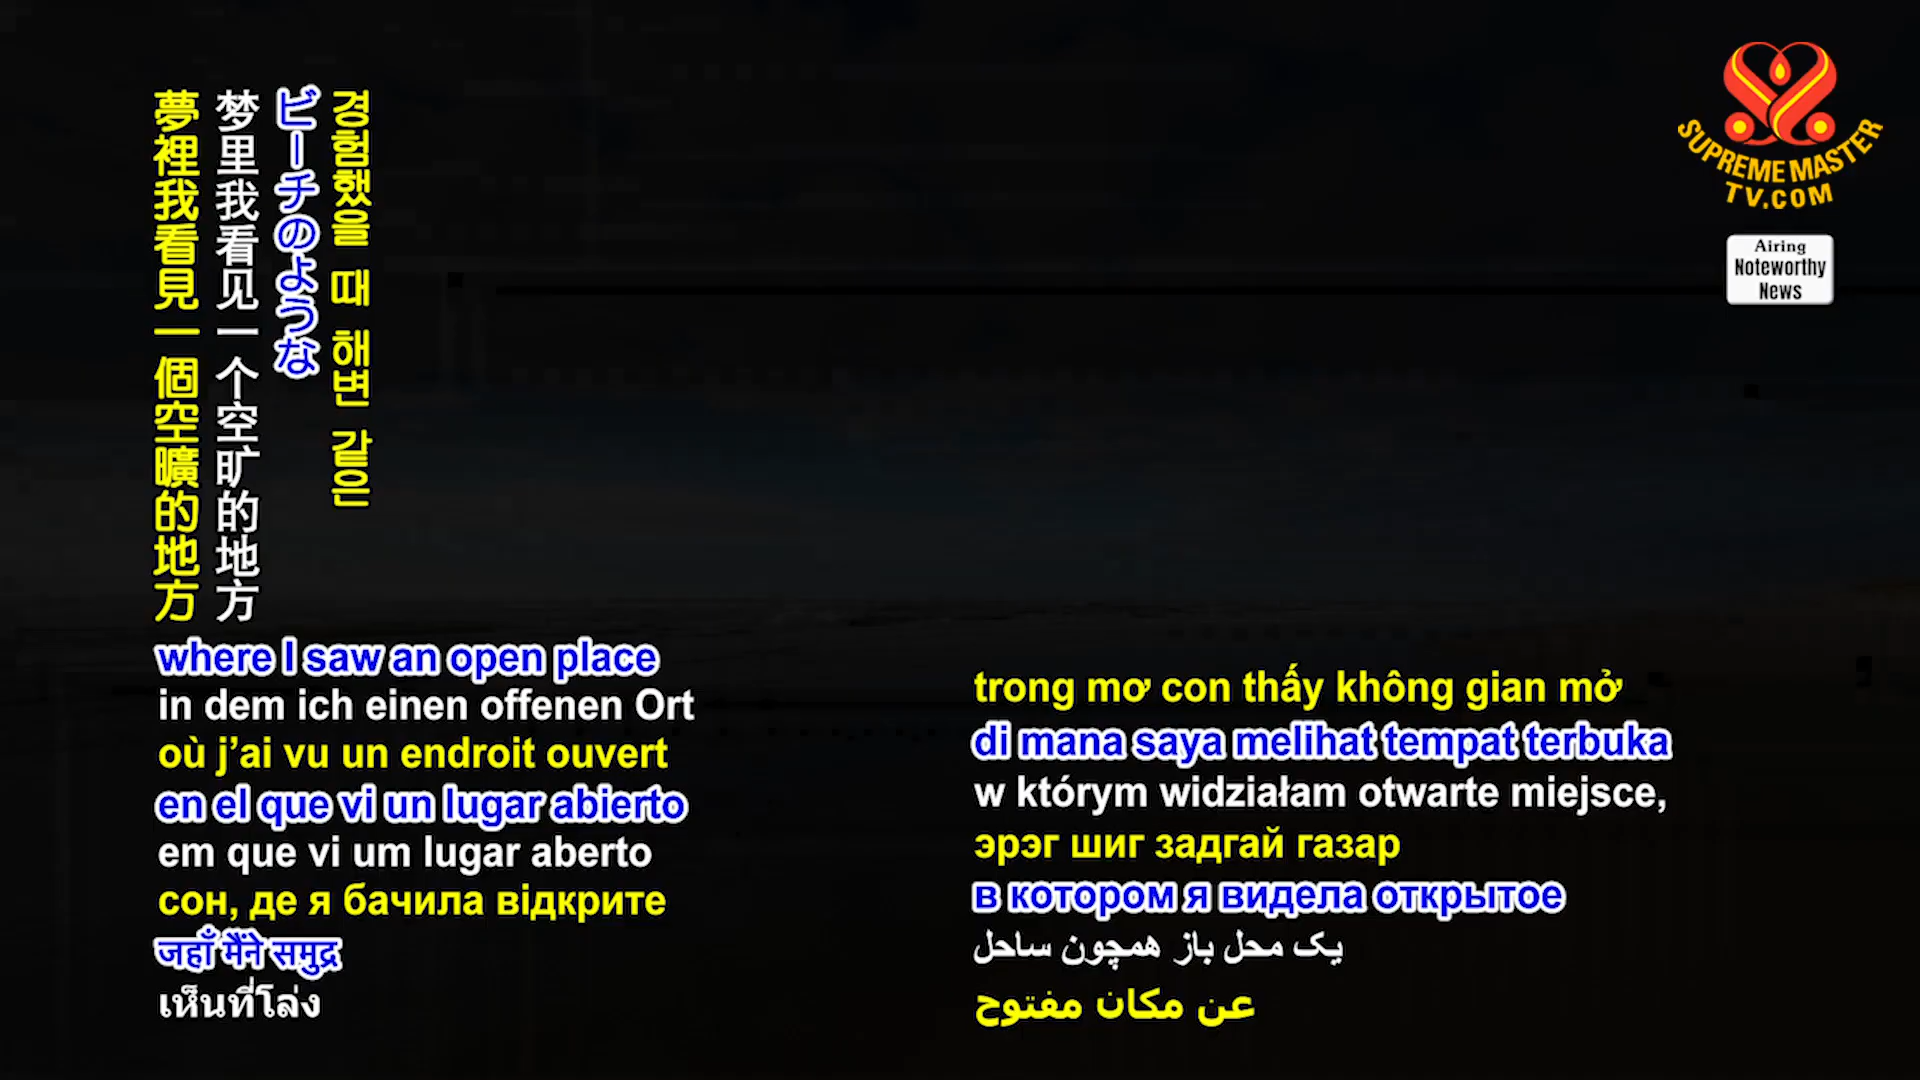 夢裡我看見一個空曠的地方
梦里我看见一个空旷的地方
ビーチのような
경험했을 때 해변 같은
where I saw an open place
in dem ich einen offenen Ort
où j’ai vu un endroit ouvert
en el que vi un lugar abierto
em que vi um lugar aberto
сон, де я бачила відкрите
जहाँ मैंने समुद्र
เห็นที่โล่ง
trong mơ con thấy không gian mở
di mana saya melihat tempat terbuka
w którym widziałam otwarte miejsce,
эрэг шиг задгай газар
в котором я видела открытое
یک محل باز همچون ساحل
عن مكان مفتوح
SUPREME MASTER
TV.COM
Airing
Noteworthy
News